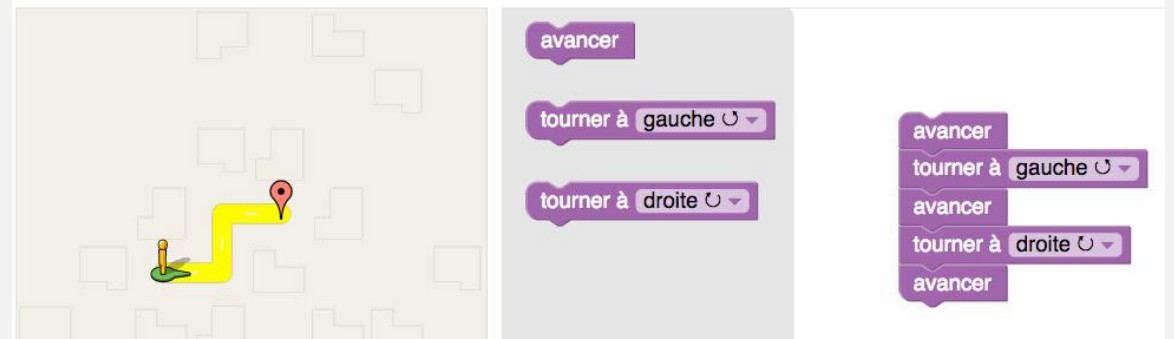 avancer
tourner à gauche ↺
tourner à droite ↻
avancer
tourner à gauche ↺
avancer
tourner à droite ↻
avancer